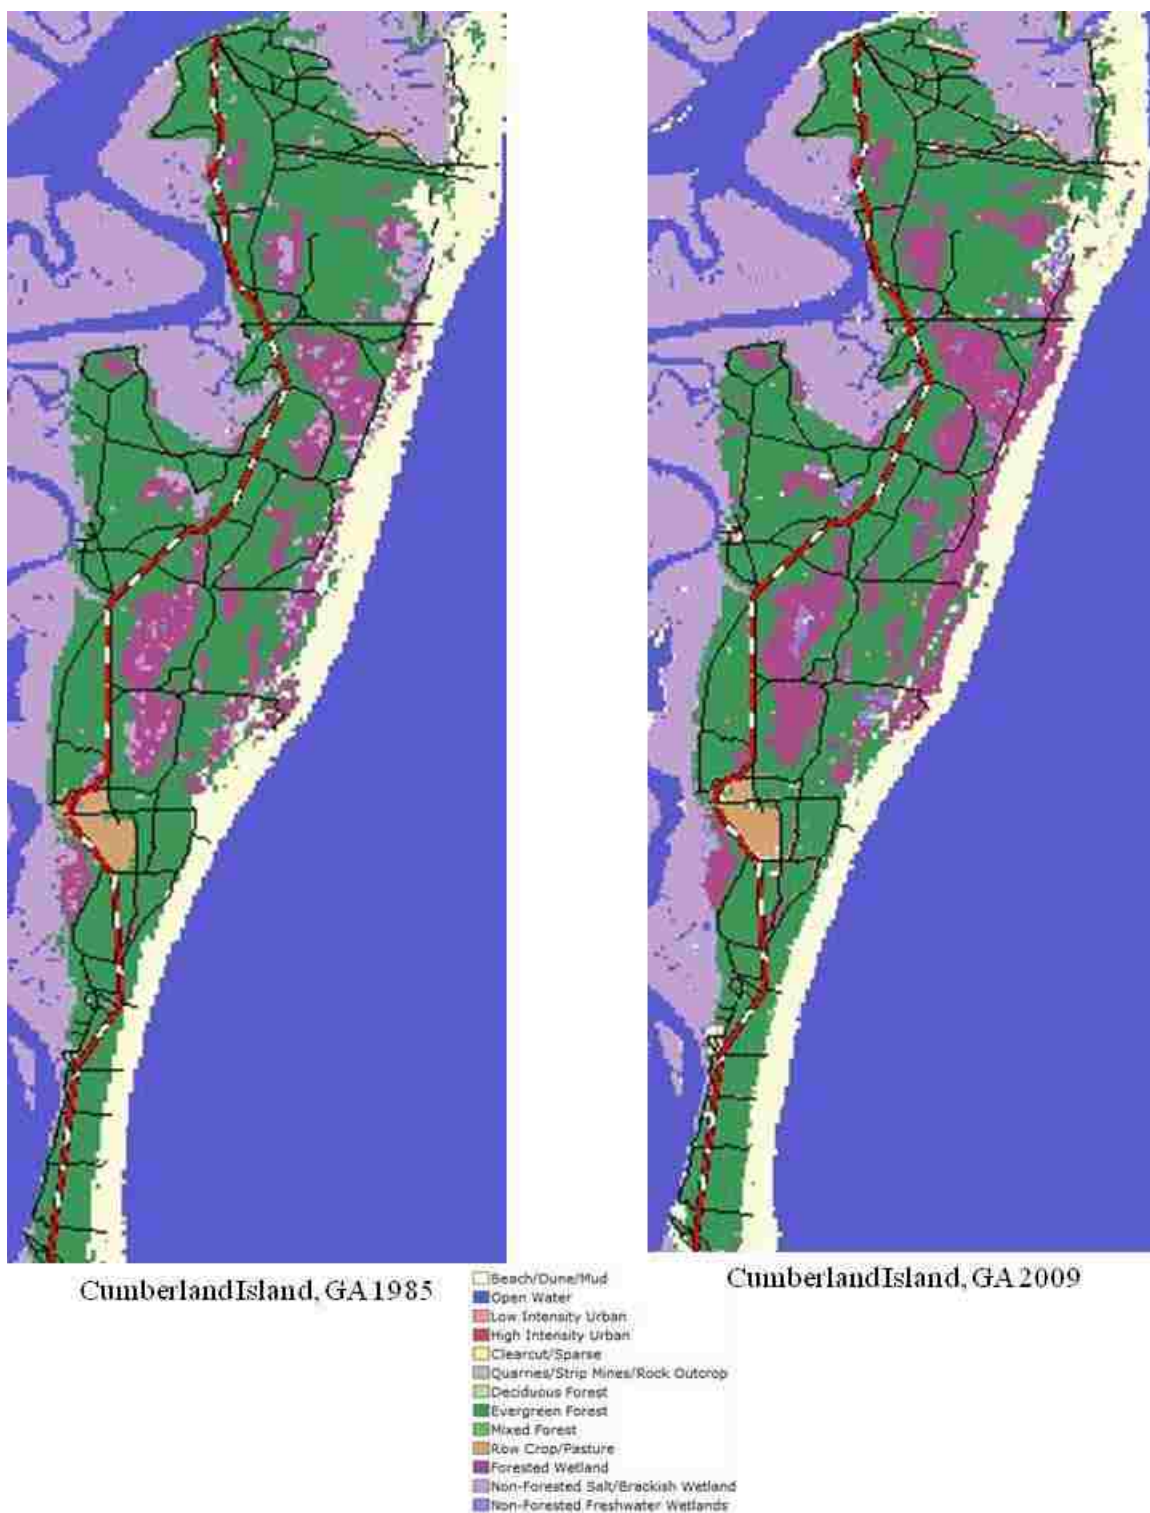 Cumberland Island, GA 1985
Cumberland Island, GA 2009
Beach/Dune/Mud
Open Water
Low Intensity Urban
High Intensity Urban
Clearcut/Sparse
Quarries/Strip Mines/Rock Outcrop
Deciduous Forest
Evergreen Forest
Mixed Forest
Row Crop/Pasture
Forested Wetland
Non-Forested Salt/Brackish Wetland
Non-Forested Freshwater Wetlands